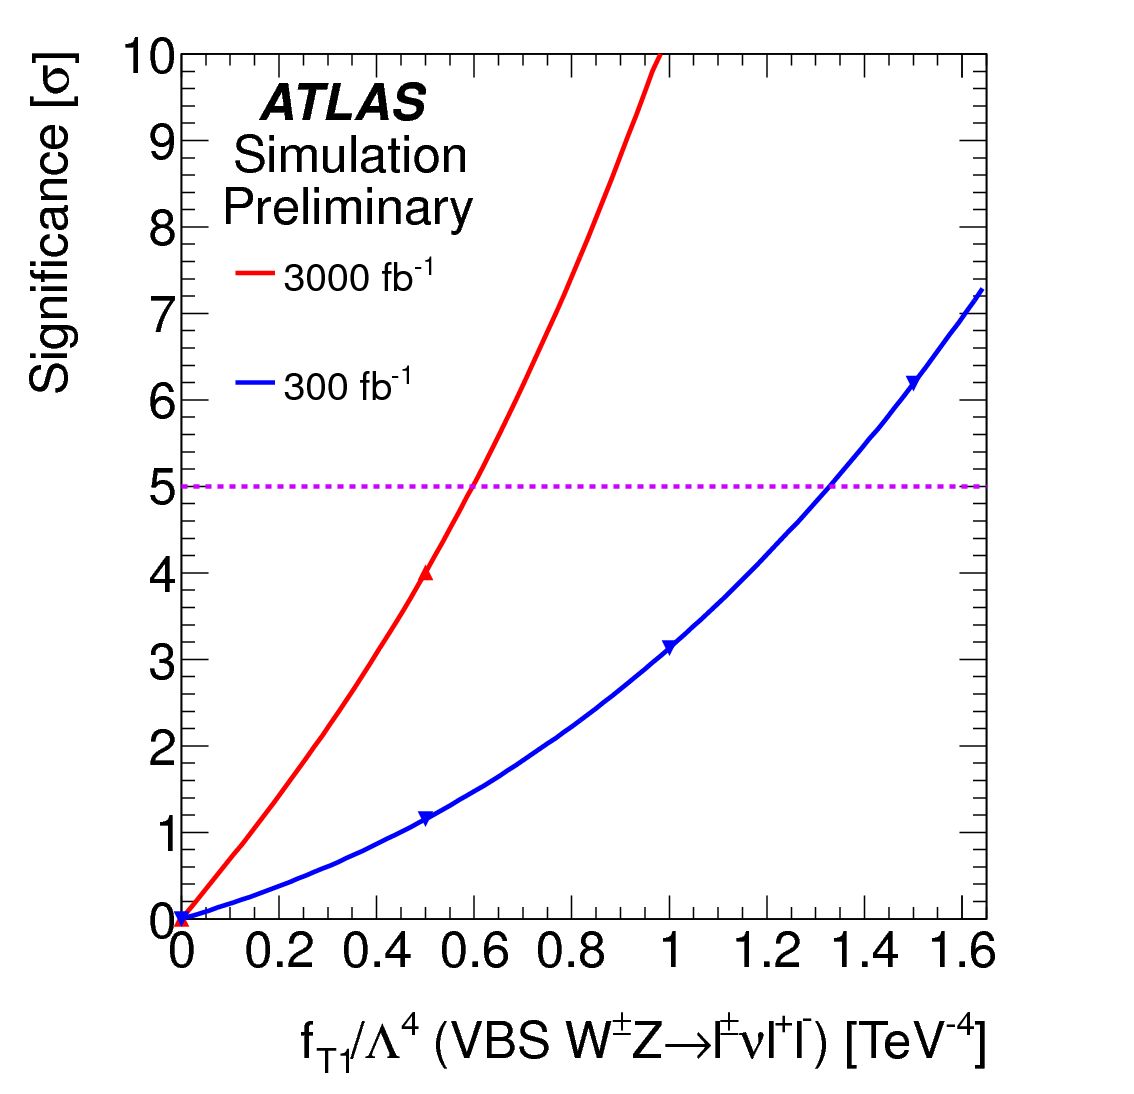 Significance [σ]
10
9
8
7
6
5
4
3
2
1
0
ATLAS
Simulation
Preliminary
3000 fb⁻¹
300 fb⁻¹
0 0.2 0.4 0.6 0.8 1 1.2 1.4 1.6
f_T1/Λ⁴ (VBS W±Z→l±νl⁺l⁻) [TeV⁻⁴]